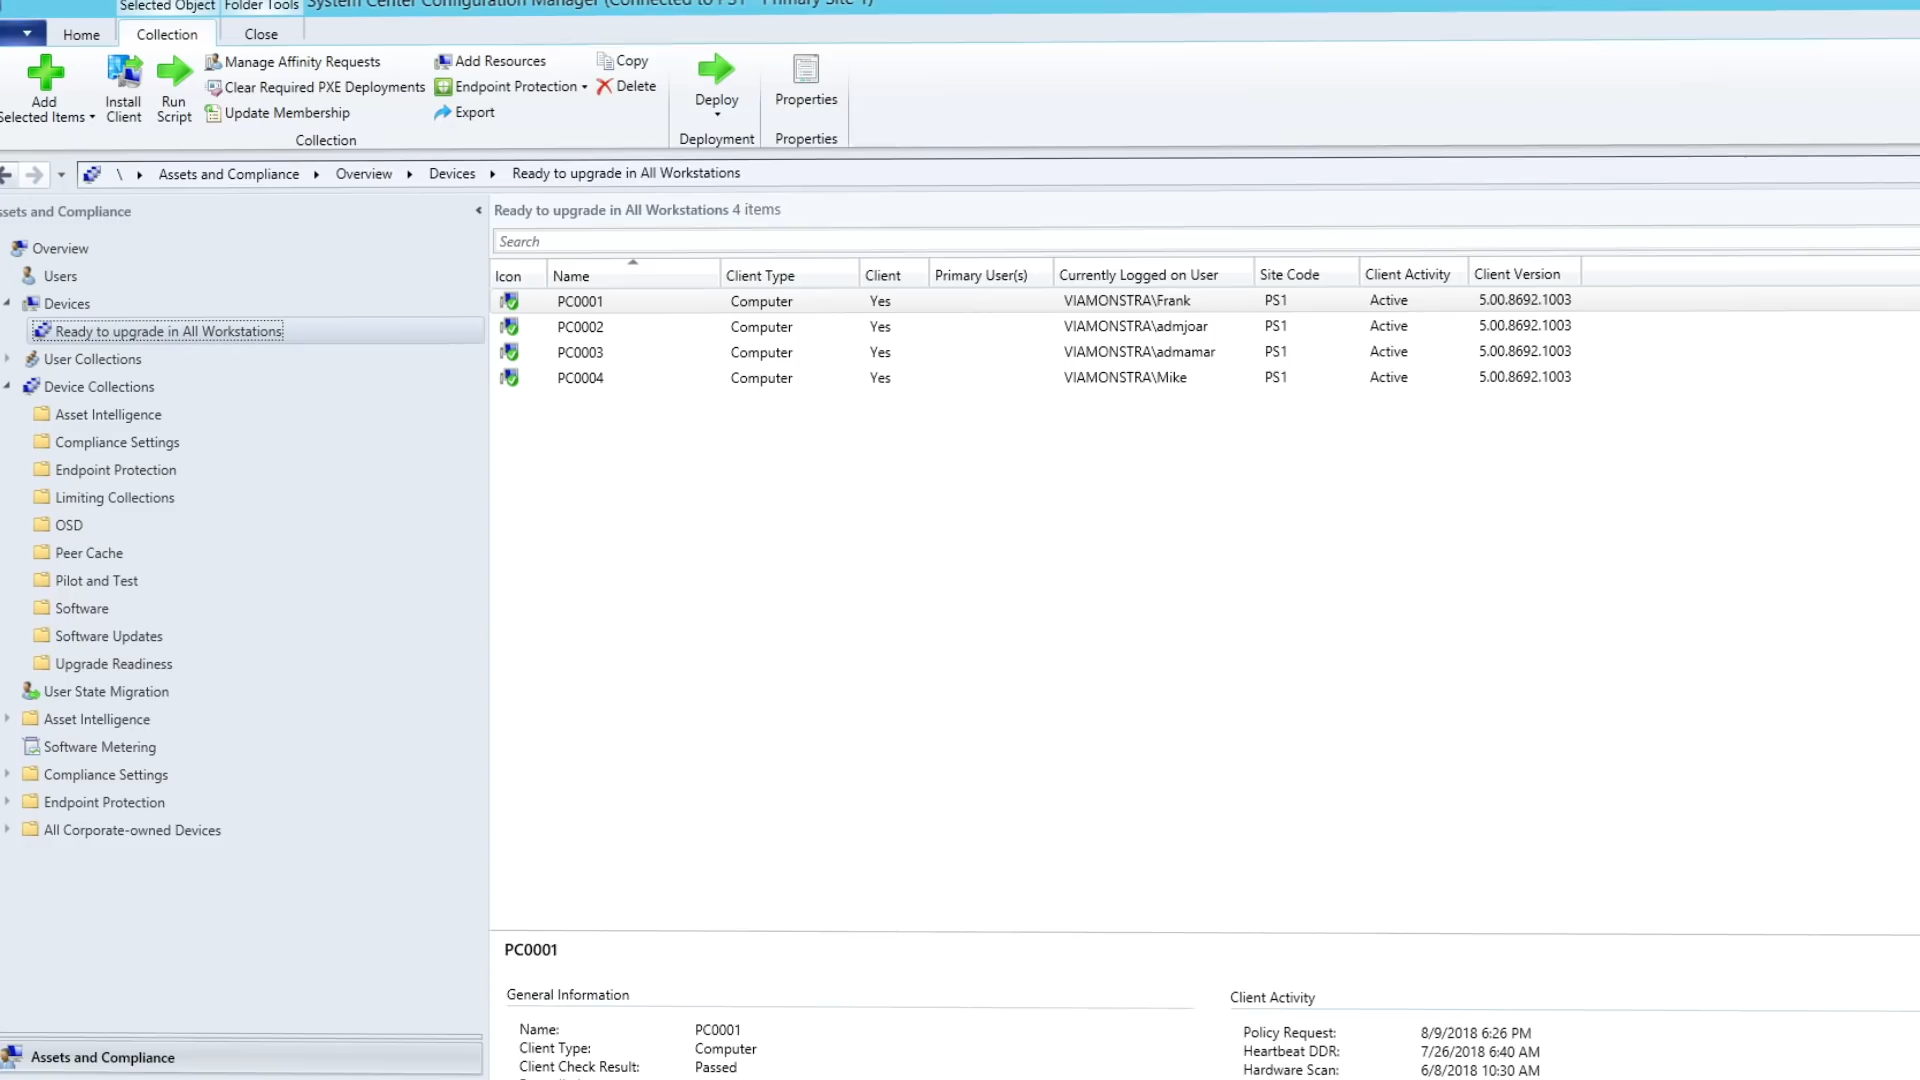 Selected Object Folder Tools System Center Configuration Manager (Connected to PS1 - Primary Site 1)
Home Collection Close
Add Selected Items
Install Client
Run Script
Manage Affinity Requests
Clear Required PXE Deployments
Update Membership
Add Resources
Endpoint Protection
Export
Copy
Delete
Collection
Deploy
Deployment
Properties
Properties
\ Assets and Compliance Overview Devices Ready to upgrade in All Workstations
ssets and Compliance
Overview
Users
Devices
Ready to upgrade in All Workstations
User Collections
Device Collections
Asset Intelligence
Compliance Settings
Endpoint Protection
Limiting Collections
OSD
Peer Cache
Pilot and Test
Software
Software Updates
Upgrade Readiness
User State Migration
Asset Intelligence
Software Metering
Compliance Settings
Endpoint Protection
All Corporate-owned Devices
Assets and Compliance
Ready to upgrade in All Workstations 4 items
Search
Icon Name Client Type Client Primary User(s) Currently Logged on User Site Code Client Activity Client Version
PC0001 Computer Yes VIAMONSTRA\Frank PS1 Active 5.00.8692.1003
PC0002 Computer Yes VIAMONSTRA\admjoar PS1 Active 5.00.8692.1003
PC0003 Computer Yes VIAMONSTRA\admamar PS1 Active 5.00.8692.1003
PC0004 Computer Yes VIAMONSTRA\Mike PS1 Active 5.00.8692.1003
PC0001
General Information
Name: PC0001
Client Type: Computer
Client Check Result: Passed
Client Activity
Policy Request: 8/9/2018 6:26 PM
Heartbeat DDR: 7/26/2018 6:40 AM
Hardware Scan: 6/8/2018 10:30 AM